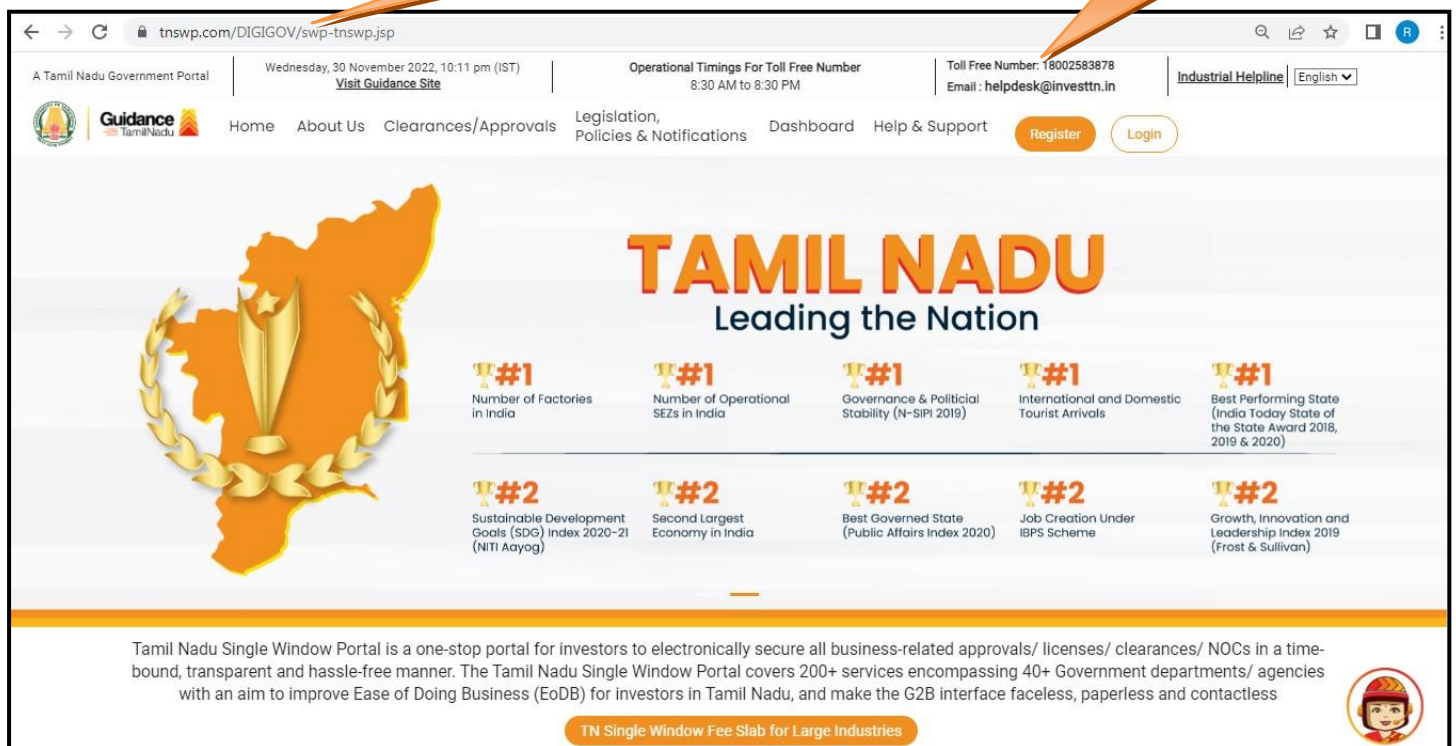 tnswp.com/DIGIGOV/swp-tnswp.jsp
R
A Tamil Nadu Government Portal
Wednesday, 30 November 2022, 10:11 pm (IST)
Visit Guidance Site
Operational Timings For Toll Free Number
8:30 AM to 8:30 PM
Toll Free Number: 18002583878
Email : helpdesk@investtn.in
Industrial Helpline
English
Guidance
TamilNadu
Home
About Us
Clearances/Approvals
Legislation,
Policies & Notifications
Dashboard
Help & Support
Register
Login
TAMIL NADU
Leading the Nation
#1
Number of Factories
in India
#1
Number of Operational
SEZs in India
#1
Governance & Politicial
Stability (N-SIPI 2019)
#1
International and Domestic
Tourist Arrivals
#1
Best Performing State
(India Today State of
the State Award 2018,
2019 & 2020)
#2
Sustainable Development
Goals (SDG) Index 2020-21
(NITI Aayog)
#2
Second Largest
Economy in India
#2
Best Governed State
(Public Affairs Index 2020)
#2
Job Creation Under
IBPS Scheme
#2
Growth, Innovation and
Leadership Index 2019
(Frost & Sullivan)
Tamil Nadu Single Window Portal is a one-stop portal for investors to electronically secure all business-related approvals/ licenses/ clearances/ NOCs in a time-
bound, transparent and hassle-free manner. The Tamil Nadu Single Window Portal covers 200+ services encompassing 40+ Government departments/ agencies
with an aim to improve Ease of Doing Business (EoDB) for investors in Tamil Nadu, and make the G2B interface faceless, paperless and contactless
TN Single Window Fee Slab for Large Industries